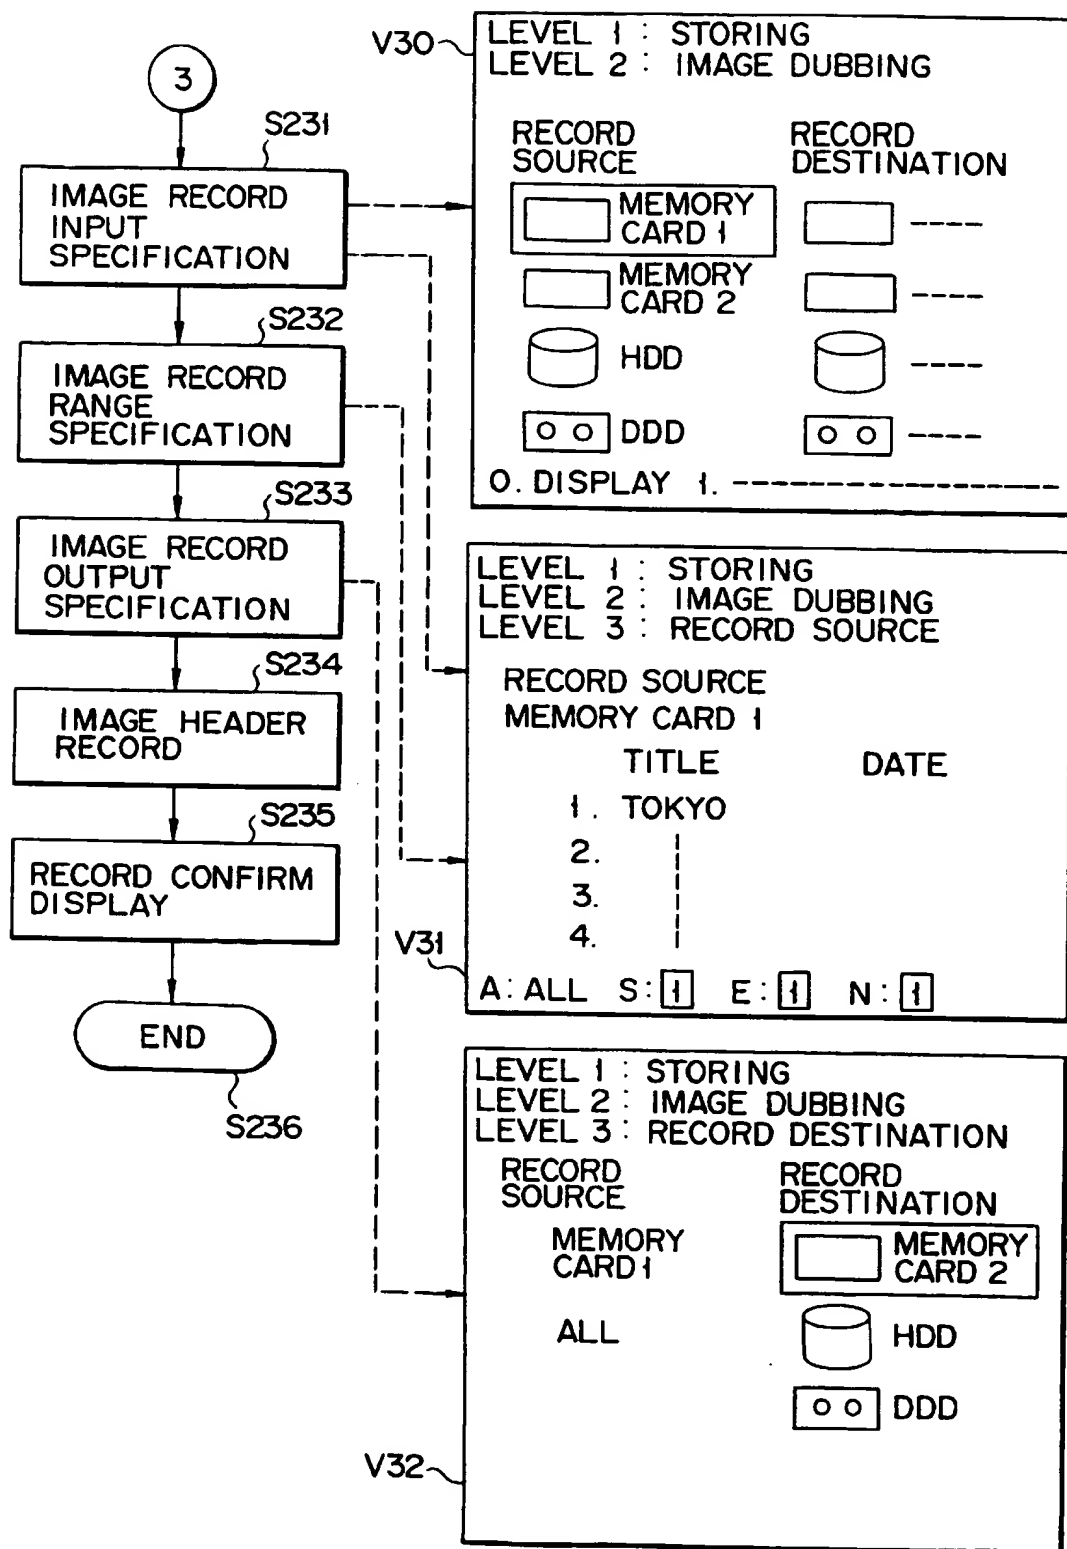 3
S231
IMAGE RECORD
INPUT
SPECIFICATION
S232
IMAGE RECORD
RANGE
SPECIFICATION
S233
IMAGE RECORD
OUTPUT
SPECIFICATION
S234
IMAGE HEADER
RECORD
S235
RECORD CONFIRM
DISPLAY
END
S236
V30
LEVEL 1 : STORING
LEVEL 2 : IMAGE DUBBING
RECORD SOURCE
RECORD DESTINATION
MEMORY CARD 1
----
MEMORY CARD 2
----
HDD
----
DDD
----
0. DISPLAY 1. ----------------
V31
LEVEL 1 : STORING
LEVEL 2 : IMAGE DUBBING
LEVEL 3 : RECORD SOURCE
RECORD SOURCE
MEMORY CARD 1
TITLE DATE
1. TOKYO
2.
3.
4.
A : ALL S : 1 E : 1 N : 1
V32
LEVEL 1 : STORING
LEVEL 2 : IMAGE DUBBING
LEVEL 3 : RECORD DESTINATION
RECORD SOURCE
RECORD DESTINATION
MEMORY CARD 1
MEMORY CARD 2
ALL
HDD
DDD